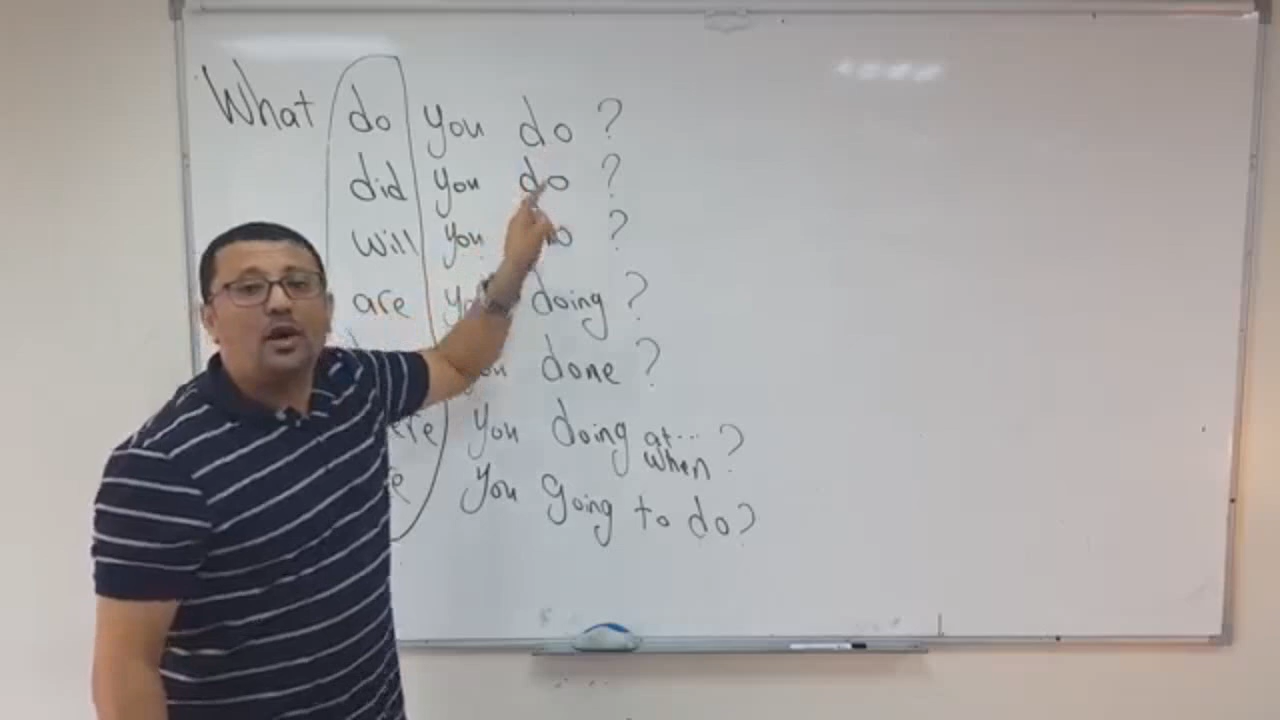 What do you do ?
did you do ?
will you ?
are doing ?
done ?
you doing at... when ?
you going to do?